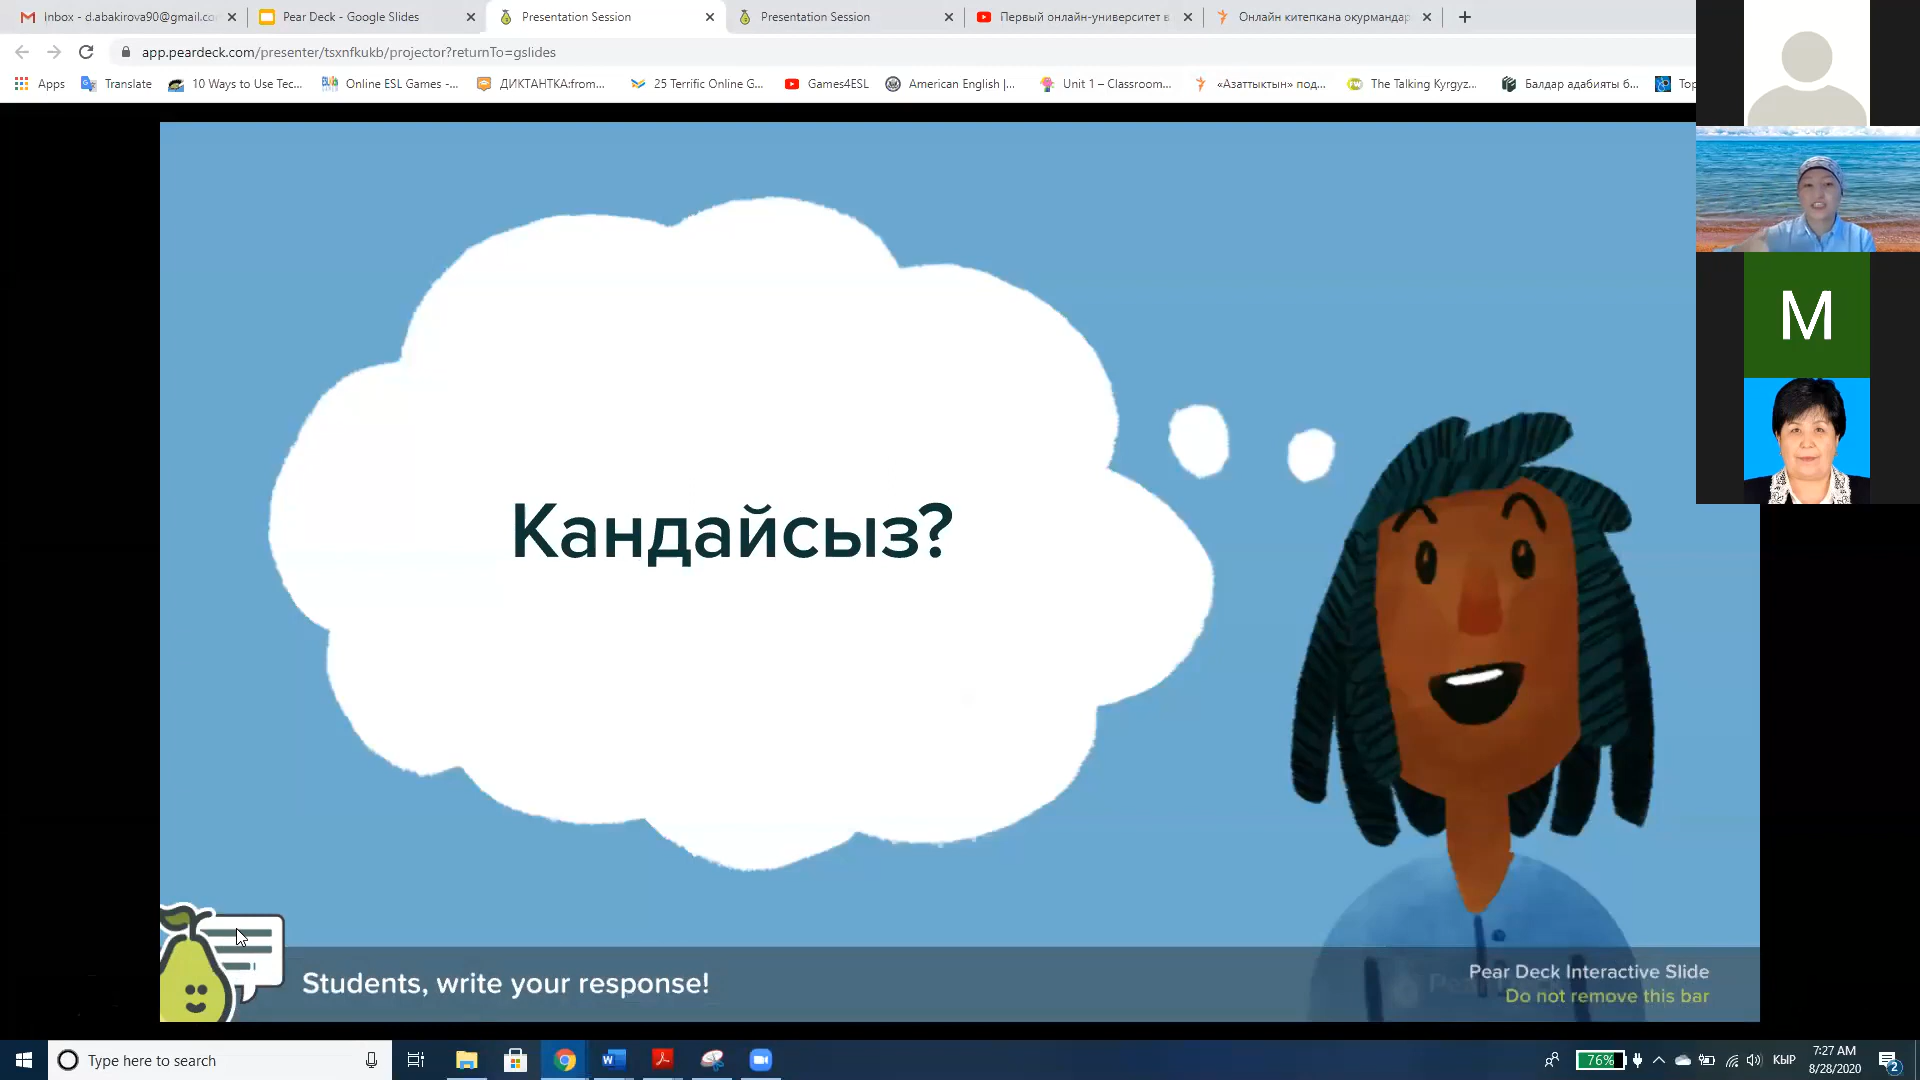 Inbox - d.abakirova90@gmail.co
Pear Deck - Google Slides
Presentation Session
Presentation Session
Первый онлайн-университет в
Онлайн китепкана окурмандар
app.peardeck.com/presenter/tsxnfkukb/projector?returnTo=gslides
Apps
Translate
10 Ways to Use Tec...
Online ESL Games -...
ДИКТАНТКА:from...
25 Terrific Online G...
Games4ESL
American English |...
Unit 1 – Classroom...
«Азаттыктын» под...
The Talking Kyrgyz...
Балдар адабияты б...
Top
M
Кандайсыз?
Students, write your response!
Pear Deck Interactive Slide
Do not remove this bar
Type here to search
76%
КЫР
7:27 AM
8/28/2020
2